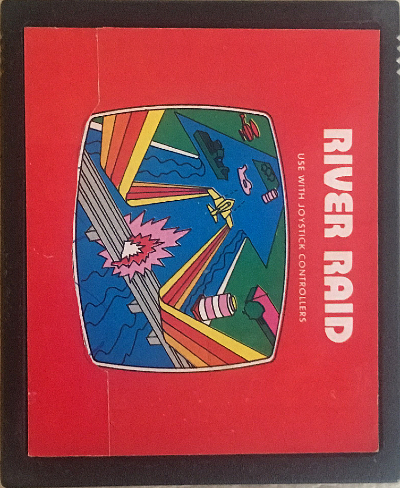 RIVER RAID
USE WITH JOYSTICK CONTROLLERS